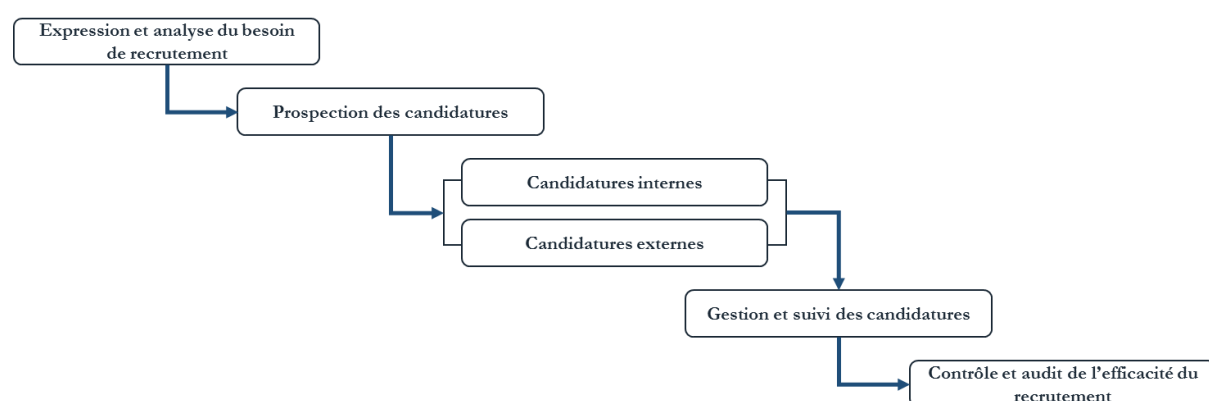 Expression et analyse du besoin
de recrutement
Prospection des candidatures
Candidatures internes
Candidatures externes
Gestion et suivi des candidatures
Contrôle et audit de l’efficacité du
recrutement